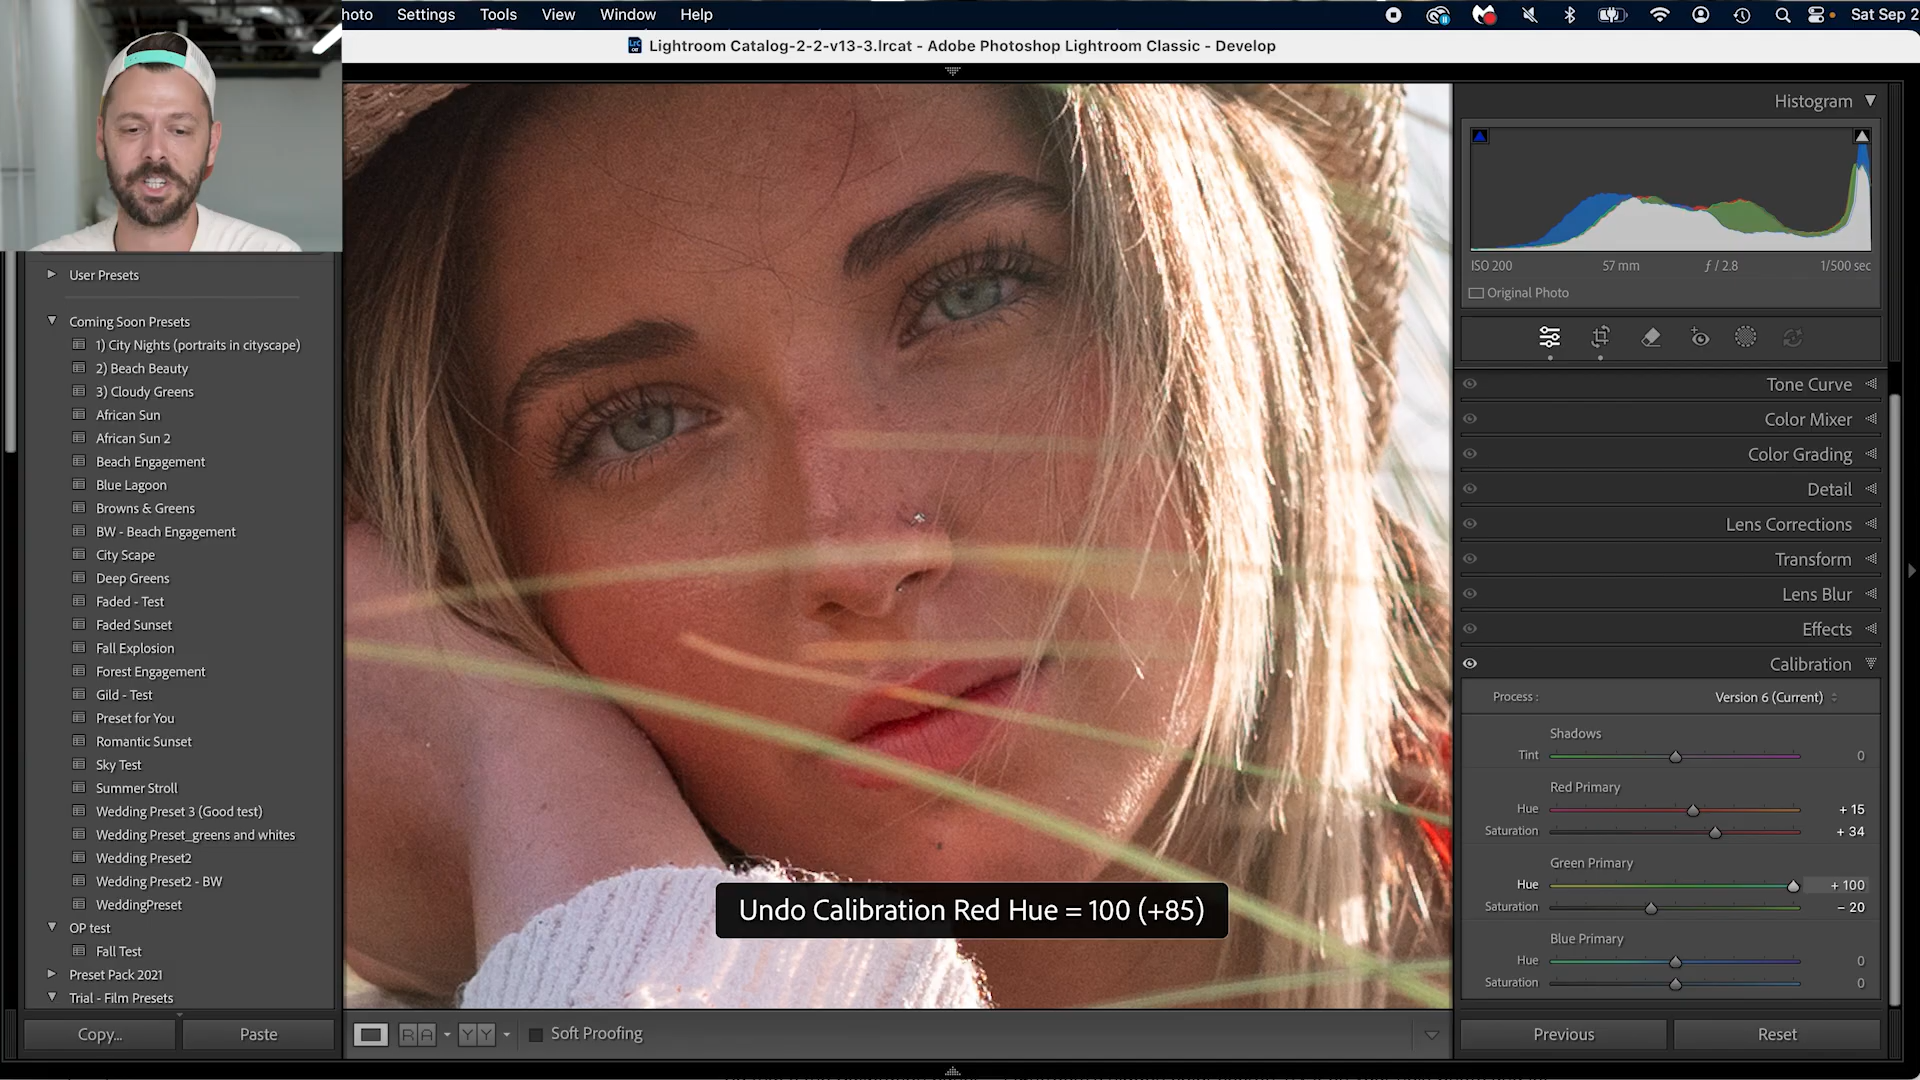 hoto Settings Tools View Window Help Sat Sep 2
Lightroom Catalog-2-2-v13-3.lrcat - Adobe Photoshop Lightroom Classic - Develop
User Presets
Coming Soon Presets
1) City Nights (portraits in cityscape)
2) Beach Beauty
3) Cloudy Greens
African Sun
African Sun 2
Beach Engagement
Blue Lagoon
Browns & Greens
BW - Beach Engagement
City Scape
Deep Greens
Faded - Test
Faded Sunset
Fall Explosion
Forest Engagement
Gild - Test
Preset for You
Romantic Sunset
Sky Test
Summer Stroll
Wedding Preset 3 (Good test)
Wedding Preset_greens and whites
Wedding Preset2
Wedding Preset2 - BW
WeddingPreset
OP test
Fall Test
Preset Pack 2021
Trial - Film Presets
Copy... Paste
Undo Calibration Red Hue = 100 (+85)
R A Y Y Soft Proofing
Histogram
ISO 200 57 mm ƒ / 2.8 1/500 sec
Original Photo
Tone Curve
Color Mixer
Color Grading
Detail
Lens Corrections
Transform
Lens Blur
Effects
Calibration
Process : Version 6 (Current)
Shadows
Tint 0
Red Primary
Hue + 15
Saturation + 34
Green Primary
Hue + 100
Saturation - 20
Blue Primary
Hue 0
Saturation 0
Previous Reset